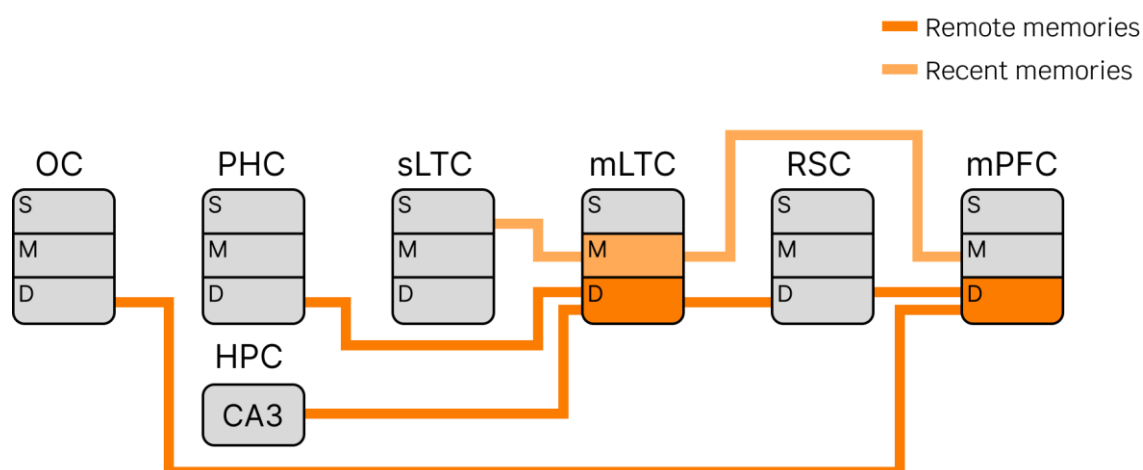 Remote memories
Recent memories
OC PHC sLTC mLTC RSC mPFC
S S S S S S
M M M M M M
D D D D D D
HPC
CA3